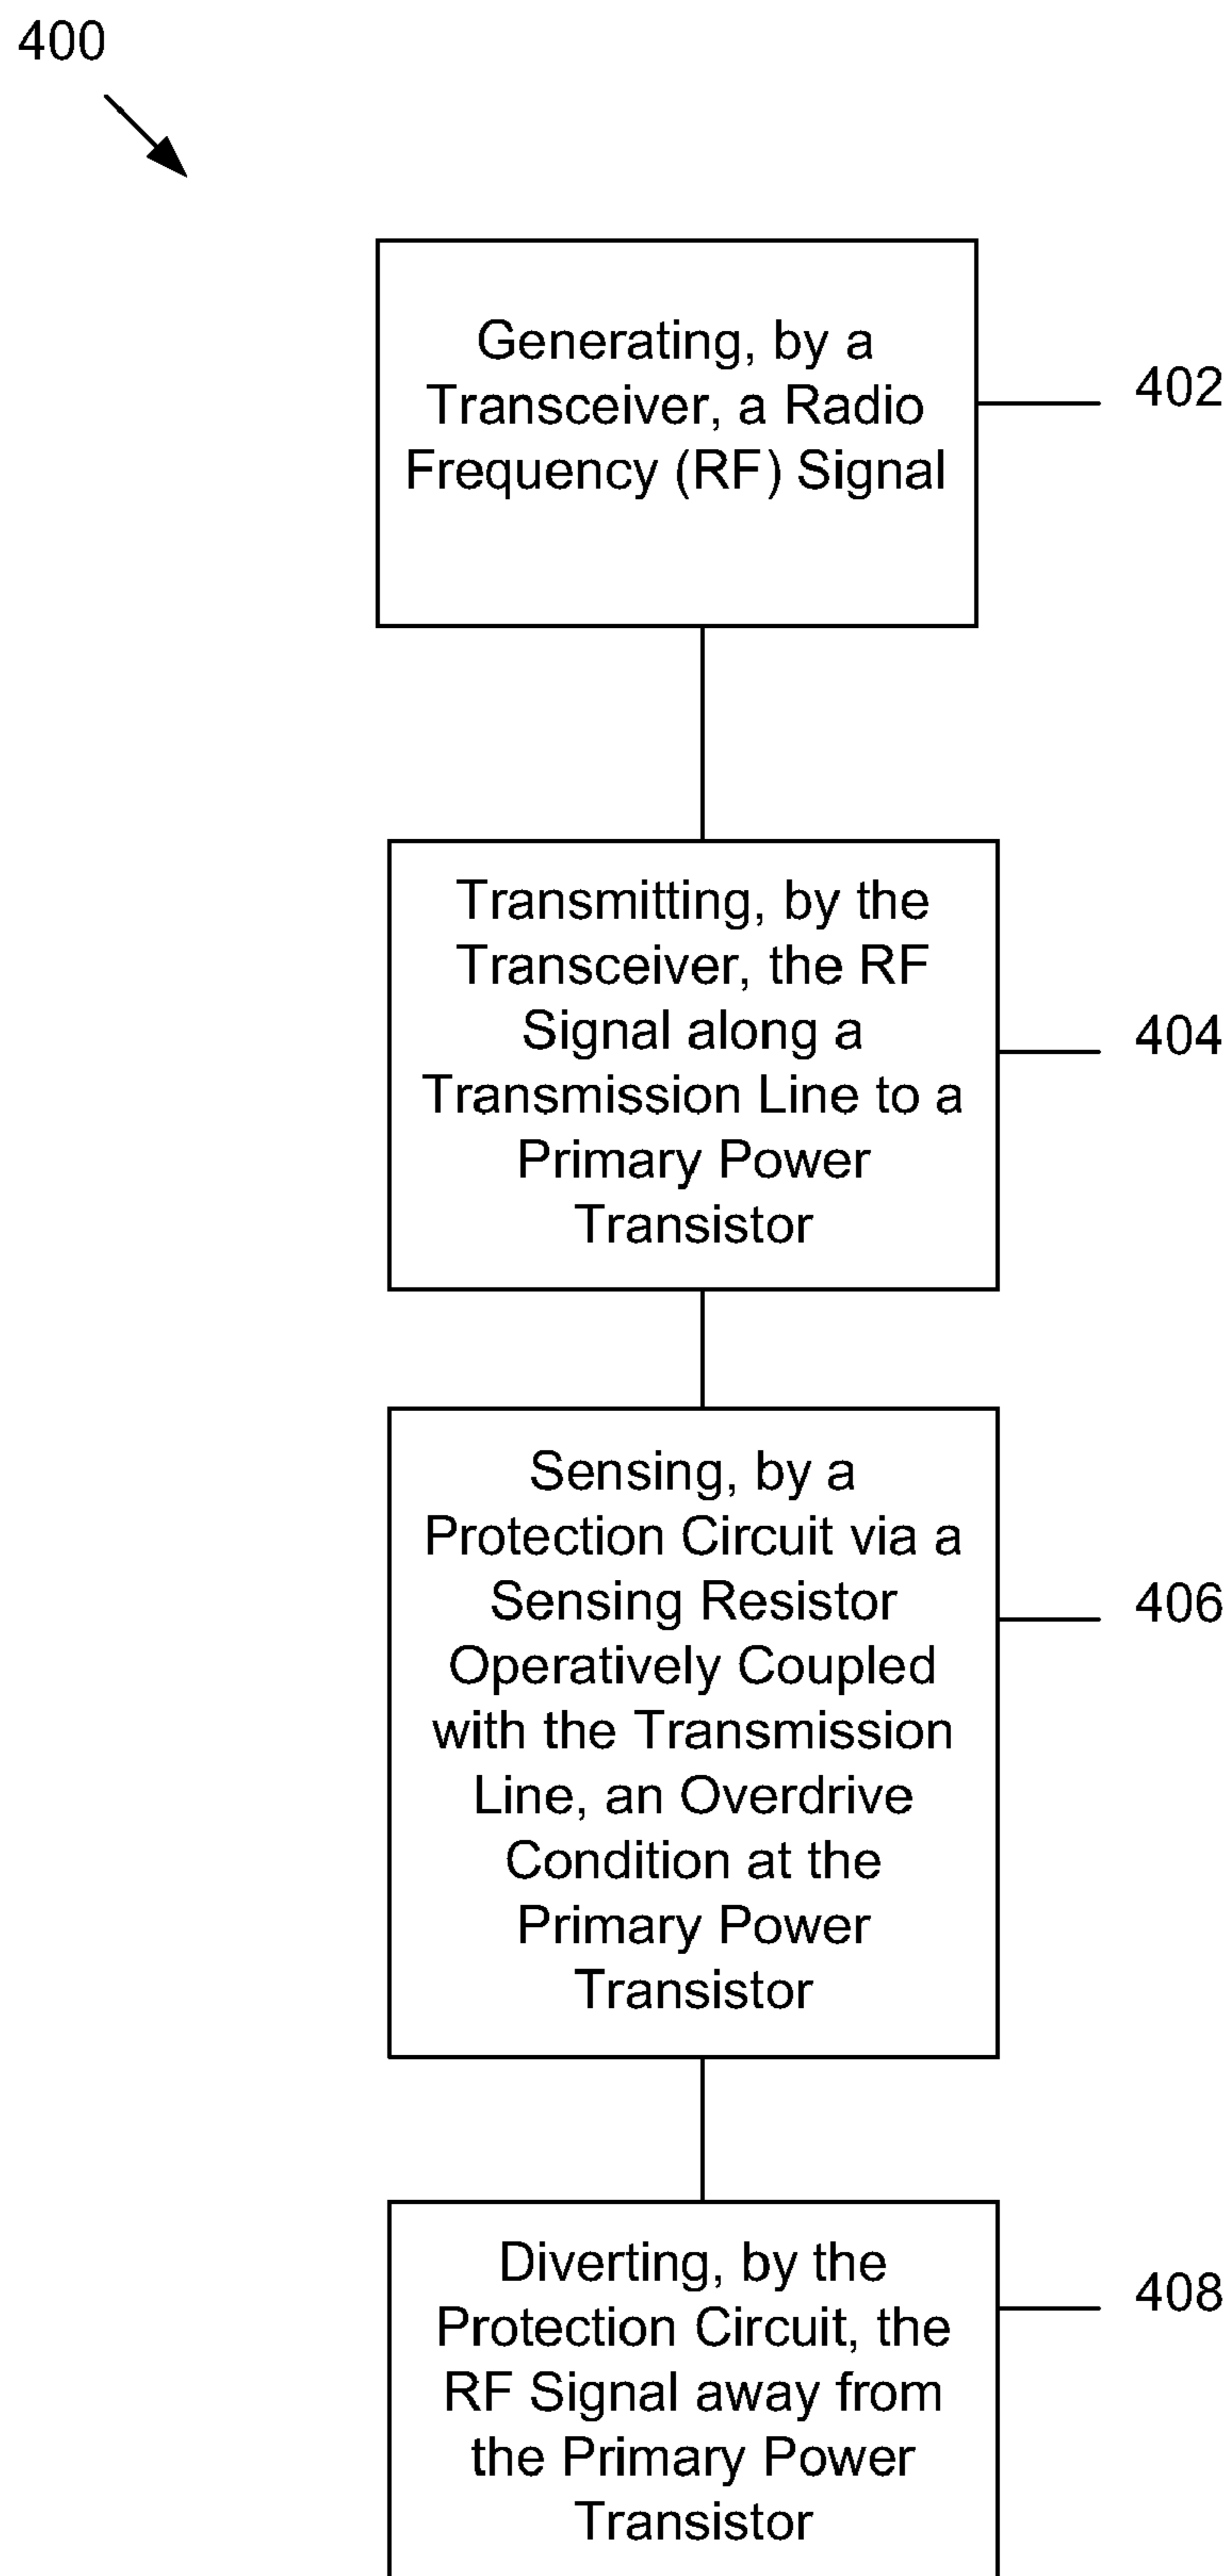 400
Generating, by a
Transceiver, a Radio
Frequency (RF) Signal
402
Transmitting, by the
Transceiver, the RF
Signal along a
Transmission Line to a
Primary Power
Transistor
404
Sensing, by a
Protection Circuit via a
Sensing Resistor
Operatively Coupled
with the Transmission
Line, an Overdrive
Condition at the
Primary Power
Transistor
406
Diverting, by the
Protection Circuit, the
RF Signal away from
the Primary Power
Transistor
408